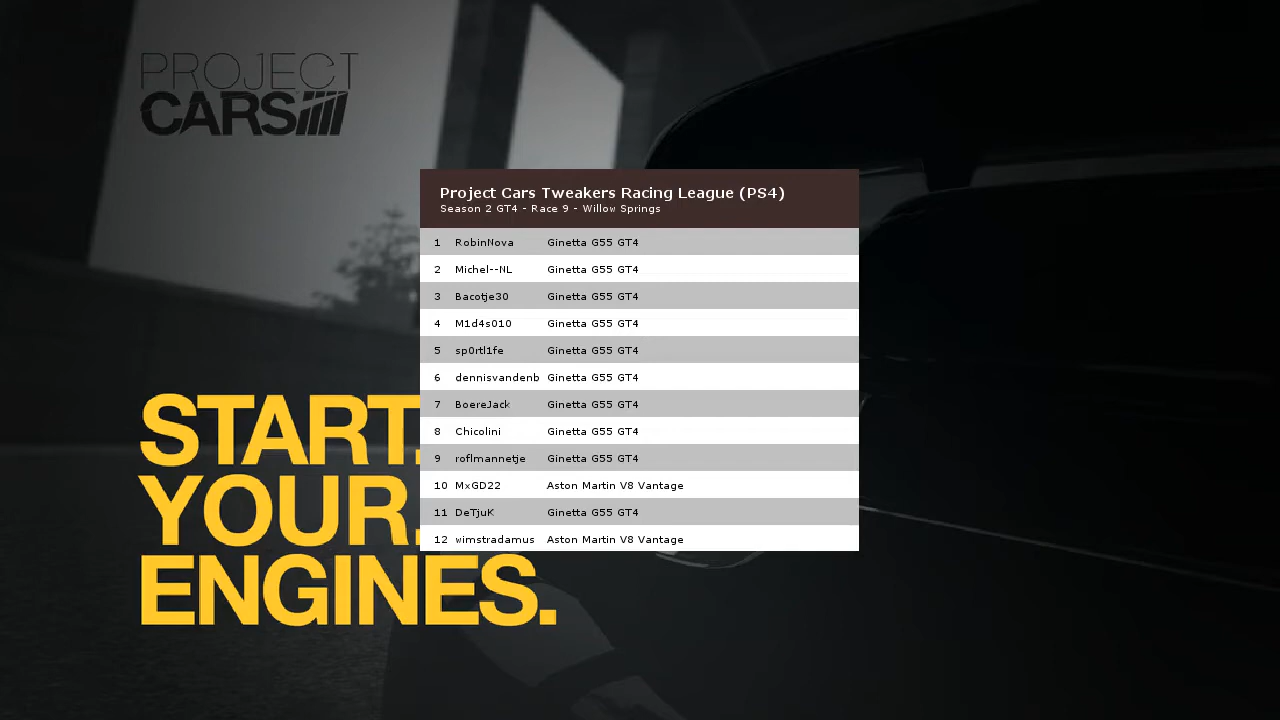 PROJECT
CARS
Project Cars Tweakers Racing League (PS4)
Season 2 GT4 - Race 9 - Willow Springs
1 RobinNova Ginetta G55 GT4
2 Michel--NL Ginetta G55 GT4
3 Bacotje30 Ginetta G55 GT4
4 M1d4s010 Ginetta G55 GT4
5 sp0rtl1fe Ginetta G55 GT4
6 dennisvandenb Ginetta G55 GT4
7 BoereJack Ginetta G55 GT4
8 Chicolini Ginetta G55 GT4
9 roflmannetje Ginetta G55 GT4
10 MxGD22 Aston Martin V8 Vantage
11 DeTjuK Ginetta G55 GT4
12 wimstradamus Aston Martin V8 Vantage
START.
YOUR.
ENGINES.